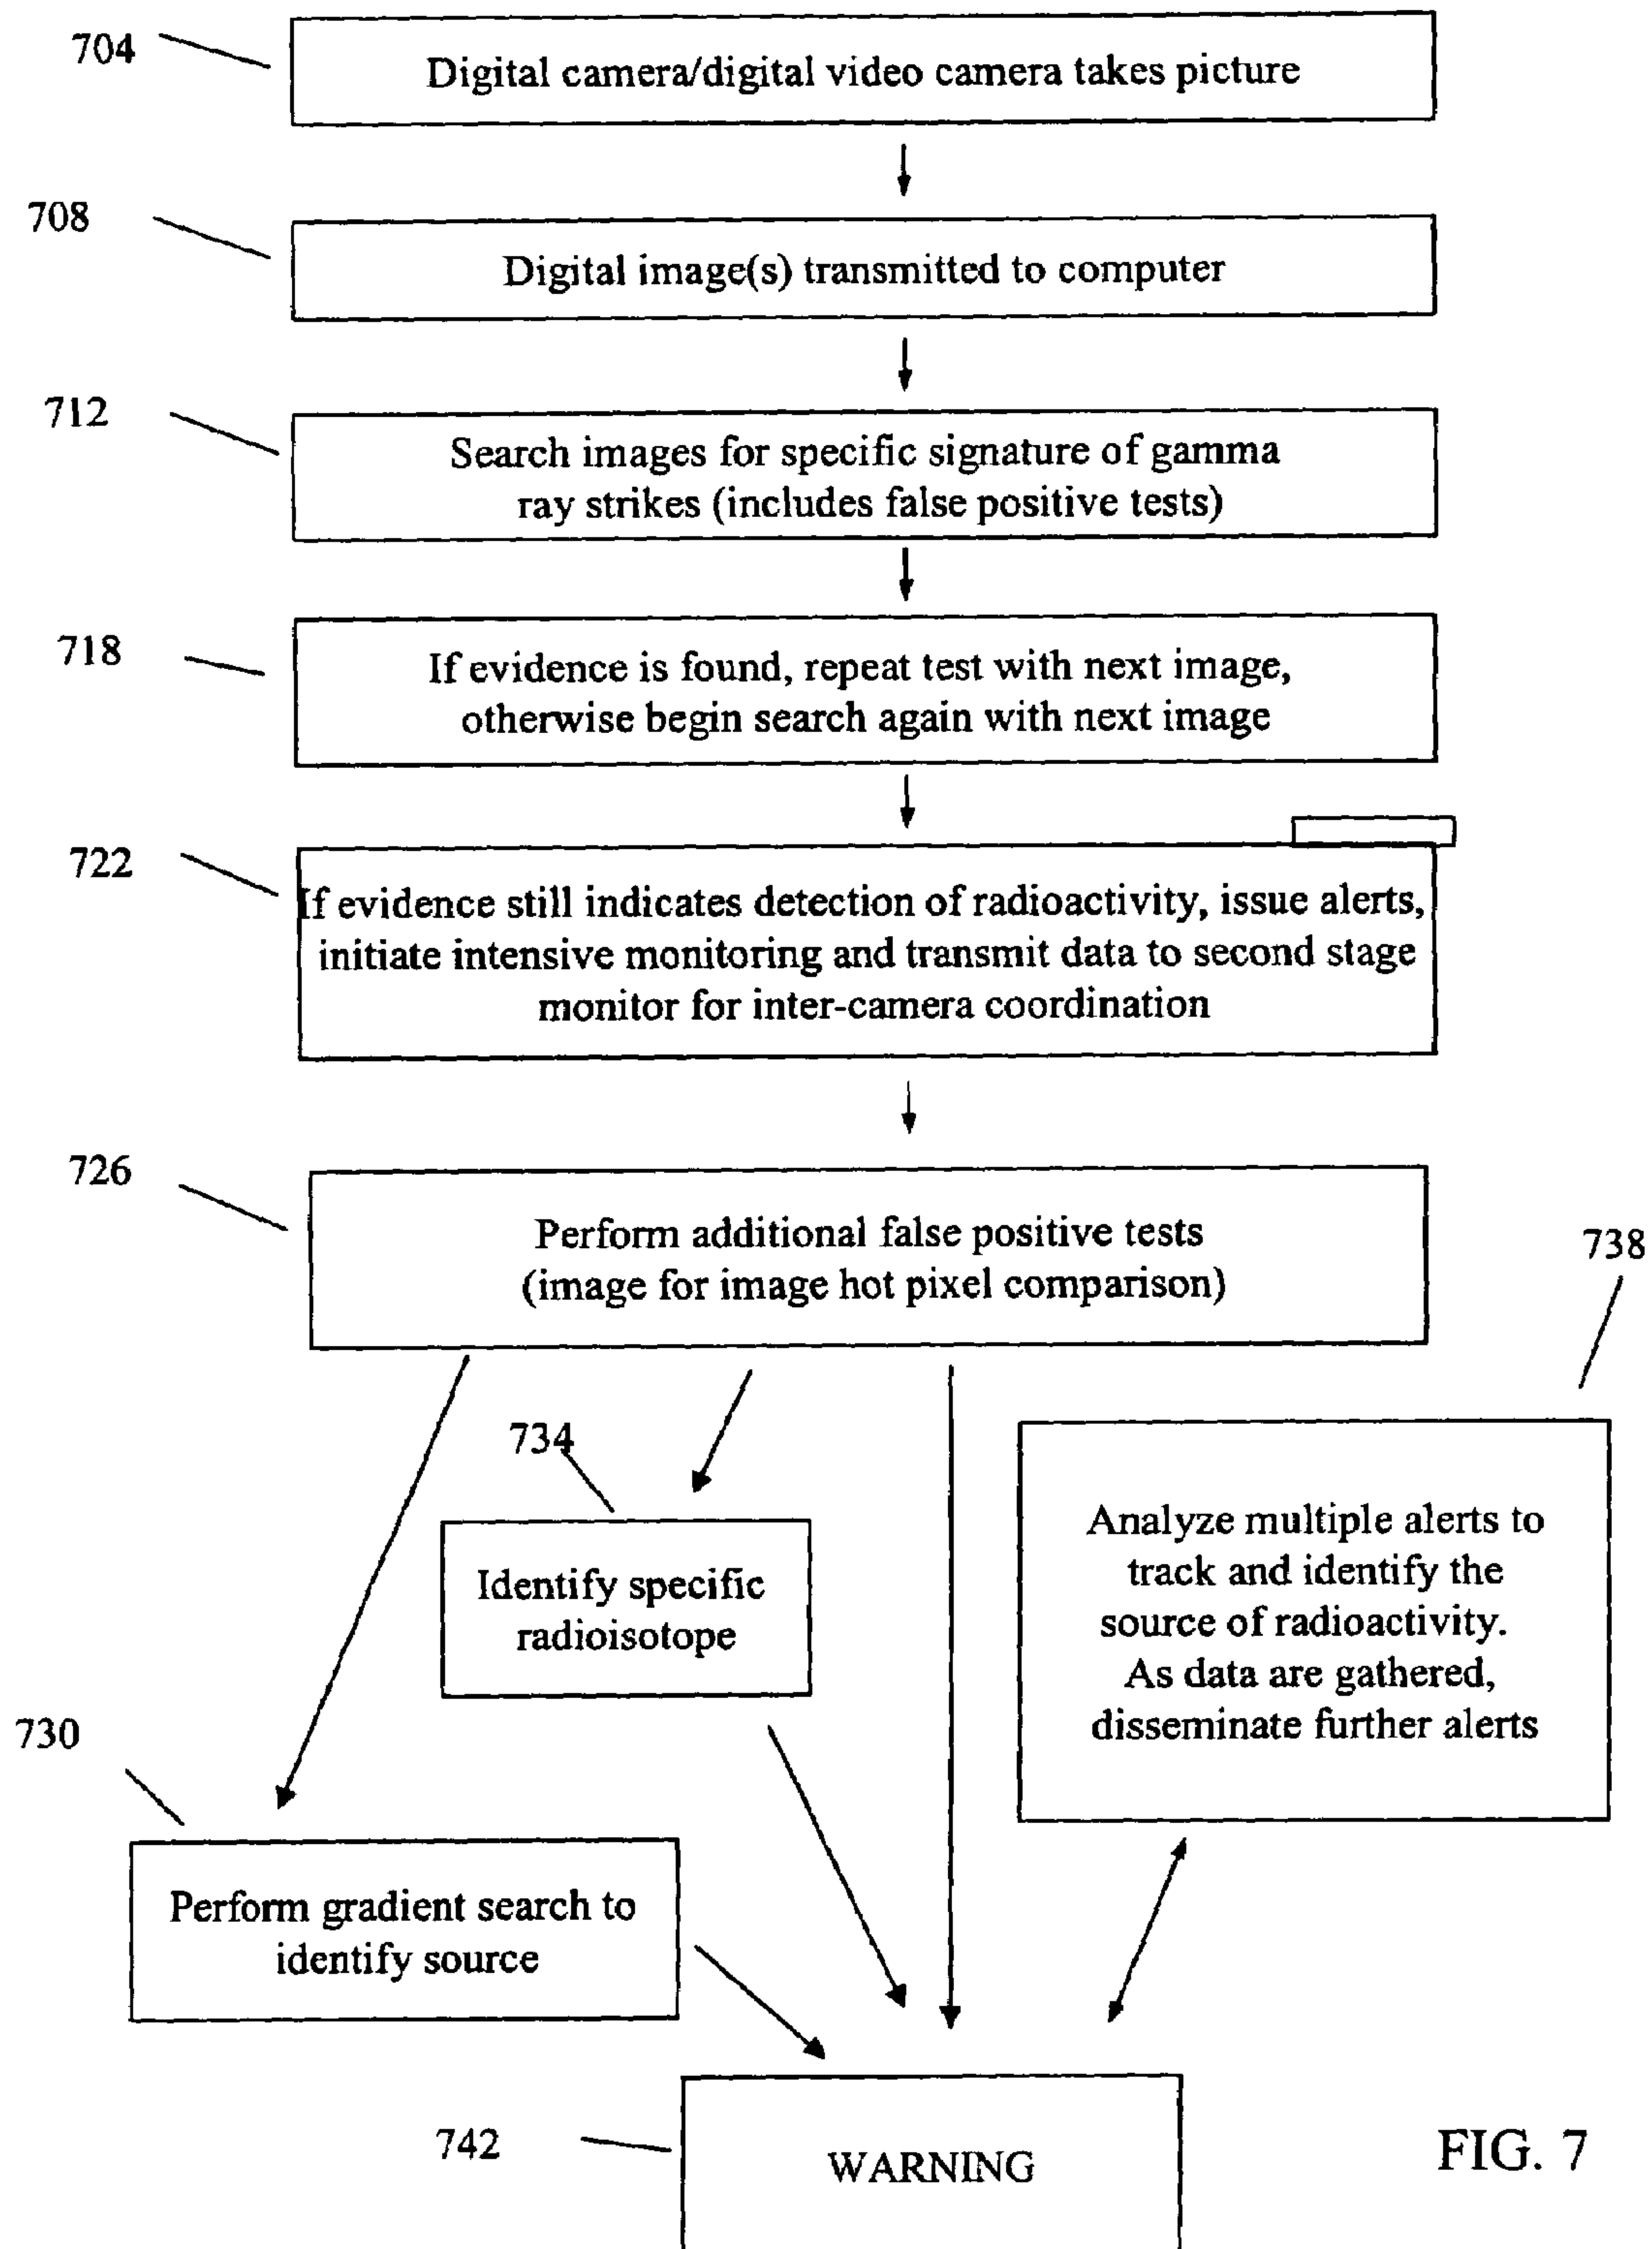 704
Digital camera/digital video camera takes picture
708
Digital image(s) transmitted to computer
712
Search images for specific signature of gamma
ray strikes (includes false positive tests)
718
If evidence is found, repeat test with next image,
otherwise begin search again with next image
722
If evidence still indicates detection of radioactivity, issue alerts,
initiate intensive monitoring and transmit data to second stage
monitor for inter-camera coordination
726
Perform additional false positive tests
(image for image hot pixel comparison)
738
734
Identify specific
radioisotope
Analyze multiple alerts to
track and identify the
source of radioactivity.
As data are gathered,
disseminate further alerts
730
Perform gradient search to
identify source
742
WARNING
FIG. 7